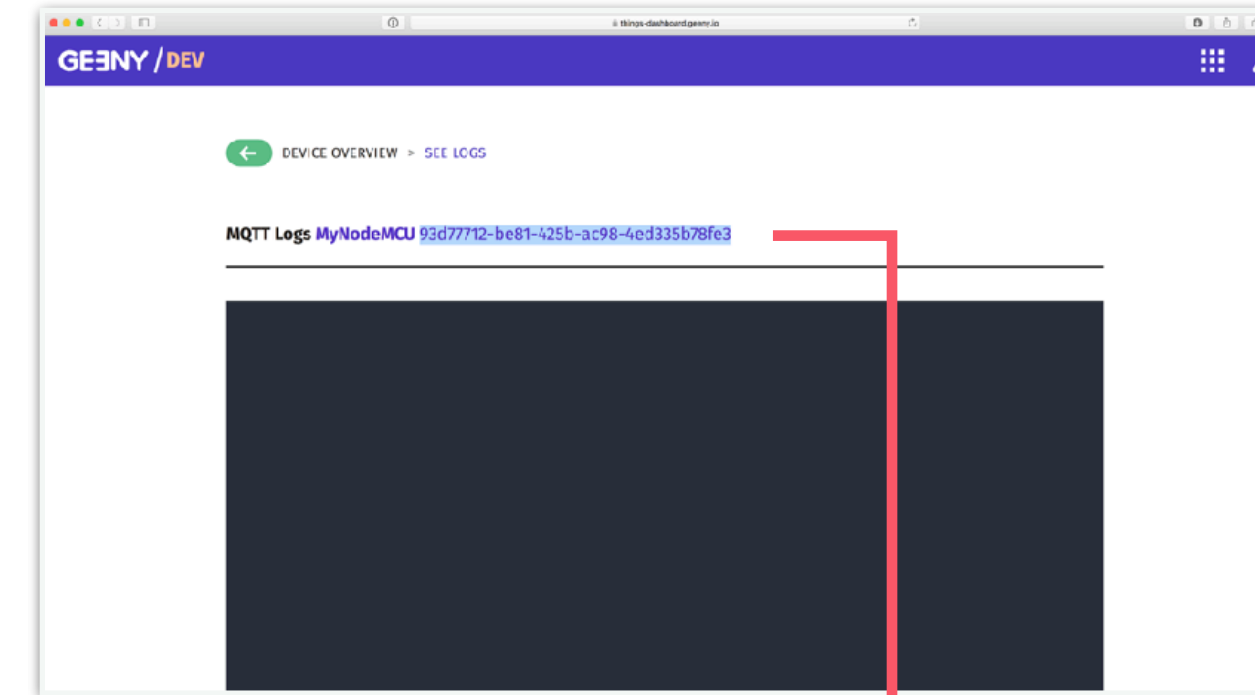 things-dashboard.geeny.io
GEENY / DEV
DEVICE OVERVIEW > SEE LOGS
MQTT Logs MyNodeMCU 93d77712-be81-425b-ac98-4ed335b78fe3